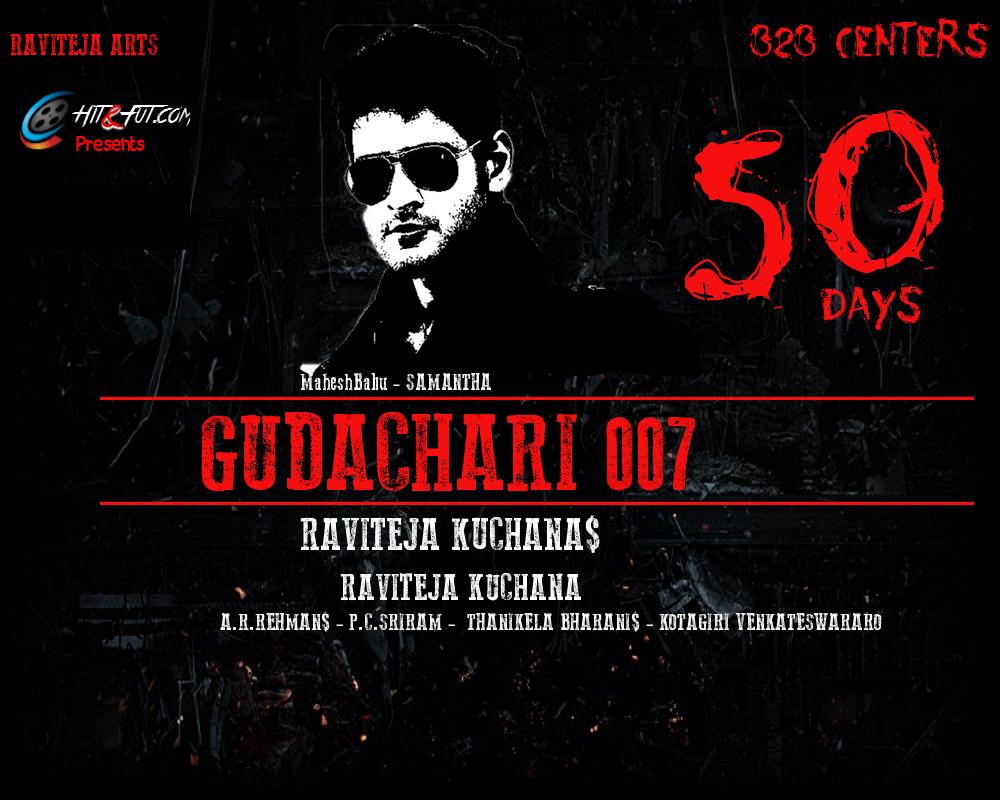 RAVITEJA ARTS
323 CENTERS
HIT&FUT.COM
Presents
50
DAYS
MaheshBabu - SAMANTHA
GUDACHARI 007
RAVITEJA KUCHANA$
RAVITEJA KUCHANA
A.R.REHMAN$ - P.C.SRIRAM - THANIKELA BHARANI$ - KOTAGIRI VENKATESWARARO